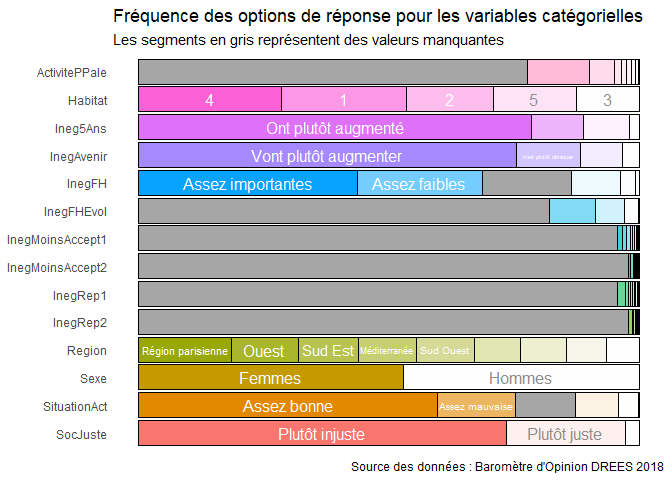 Fréquence des options de réponse pour les variables catégorielles
Les segments en gris représentent des valeurs manquantes
ActivitePPale
Habitat 4 1 2 5 3
Ineg5Ans Ont plutôt augmenté
InegAvenir Vont plutôt augmenter Vont plutôt diminuer
InegFH Assez importantes Assez faibles
InegFHEvol
InegMoinsAccept1
InegMoinsAccept2
InegRep1
InegRep2
Region Région parisienne Ouest Sud Est Méditerranée Sud Ouest
Sexe Femmes Hommes
SituationAct Assez bonne Assez mauvaise
SocJuste Plutôt injuste Plutôt juste
Source des données : Baromètre d'Opinion DREES 2018